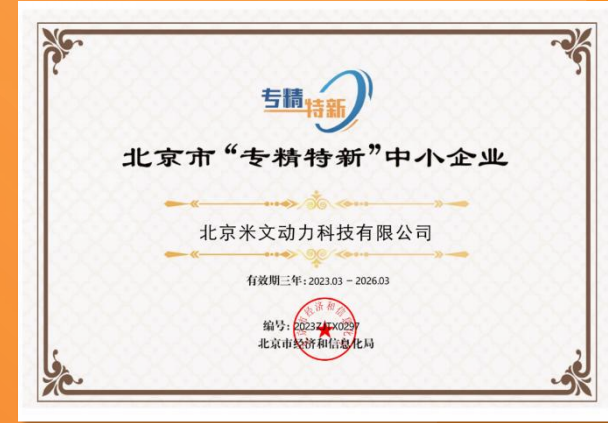 专精特新
北京市“专精特新”中小企业
北京米文动力科技有限公司
有效期三年:2023.03 - 2026.03
编号:2023ZJTX0297
北京市经济和信息化局